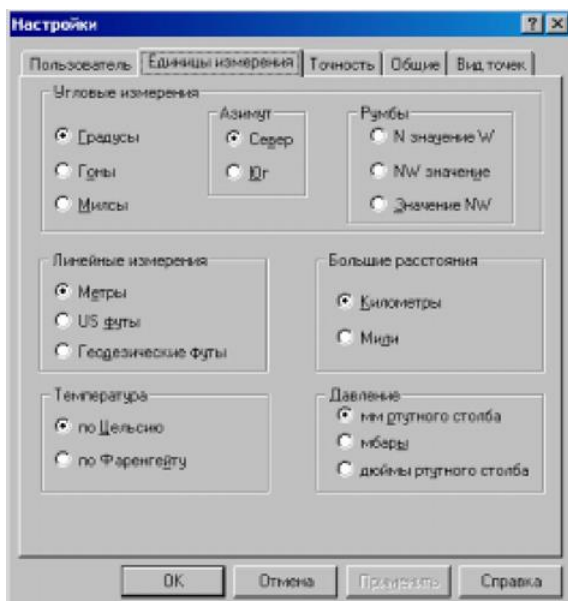 Настройки
Пользователь
Единицы измерения
Точность
Общие
Вид точек
Угловые измерения
Градусы
Гоны
Милсы
Азимут
Север
Юг
Румбы
N значение W
NW значение
Значение NW
Линейные измерения
Метры
US футы
Геодезические футы
Большие расстояния
Километры
Мили
Температура
по Цельсию
по Фаренгейту
Давление
мм ртутного столба
мбары
дюймы ртутного столба
OK
Отмена
Применить
Справка